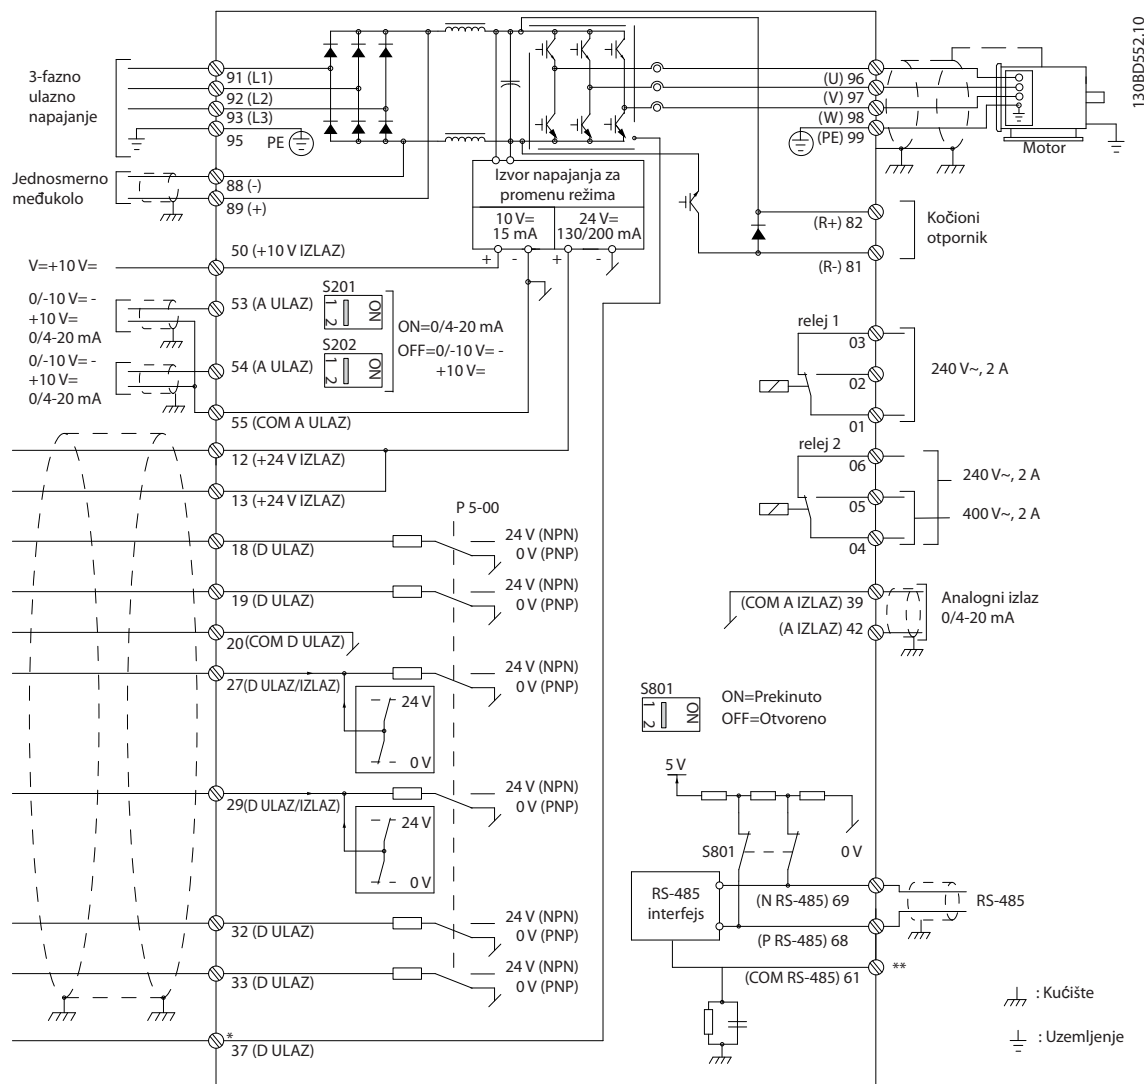 130BD552.10
3-fazno
ulazno
napajanje
91 (L1)
92 (L2)
93 (L3)
95
PE
Jednosmerno
međukolo
88 (-)
89 (+)
50 (+10 V IZLAZ)
V=+10 V=
0/-10 V= -
+10 V=
0/4-20 mA
0/-10 V= -
+10 V=
0/4-20 mA
53 (A ULAZ)
S201
1
2
ON
54 (A ULAZ)
S202
1
2
ON
ON=0/4-20 mA
OFF=0/-10 V= -
+10 V=
55 (COM A ULAZ)
12 (+24 V IZLAZ)
13 (+24 V IZLAZ)
Izvor napajanja za
promenu režima
10 V=
15 mA
24 V=
130/200 mA
+ - + -
P 5-00
18 (D ULAZ)
24 V (NPN)
0 V (PNP)
19 (D ULAZ)
24 V (NPN)
0 V (PNP)
20 (COM D ULAZ)
27 (D ULAZ/IZLAZ)
24 V (NPN)
0 V (PNP)
24 V
0 V
29 (D ULAZ/IZLAZ)
24 V (NPN)
0 V (PNP)
24 V
0 V
32 (D ULAZ)
24 V (NPN)
0 V (PNP)
33 (D ULAZ)
24 V (NPN)
0 V (PNP)
*
37 (D ULAZ)
(U) 96
(V) 97
(W) 98
(PE) 99
Motor
(R+) 82
(R-) 81
Kočioni
otpornik
relej 1
03
02
01
240 V~, 2 A
relej 2
06
05
04
240 V~, 2 A
400 V~, 2 A
(COM A IZLAZ) 39
(A IZLAZ) 42
Analogni izlaz
0/4-20 mA
S801
1
2
ON
ON=Prekinuto
OFF=Otvoreno
5 V
S801
0 V
RS-485
interfejs
(N RS-485) 69
(P RS-485) 68
(COM RS-485) 61
RS-485
**
: Kućište
: Uzemljenje